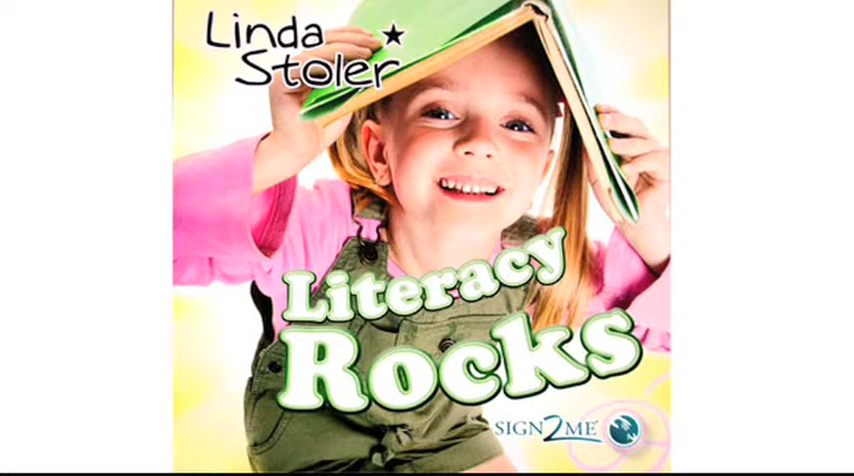 Linda
Stoler
Literacy
Rocks
SIGN2ME